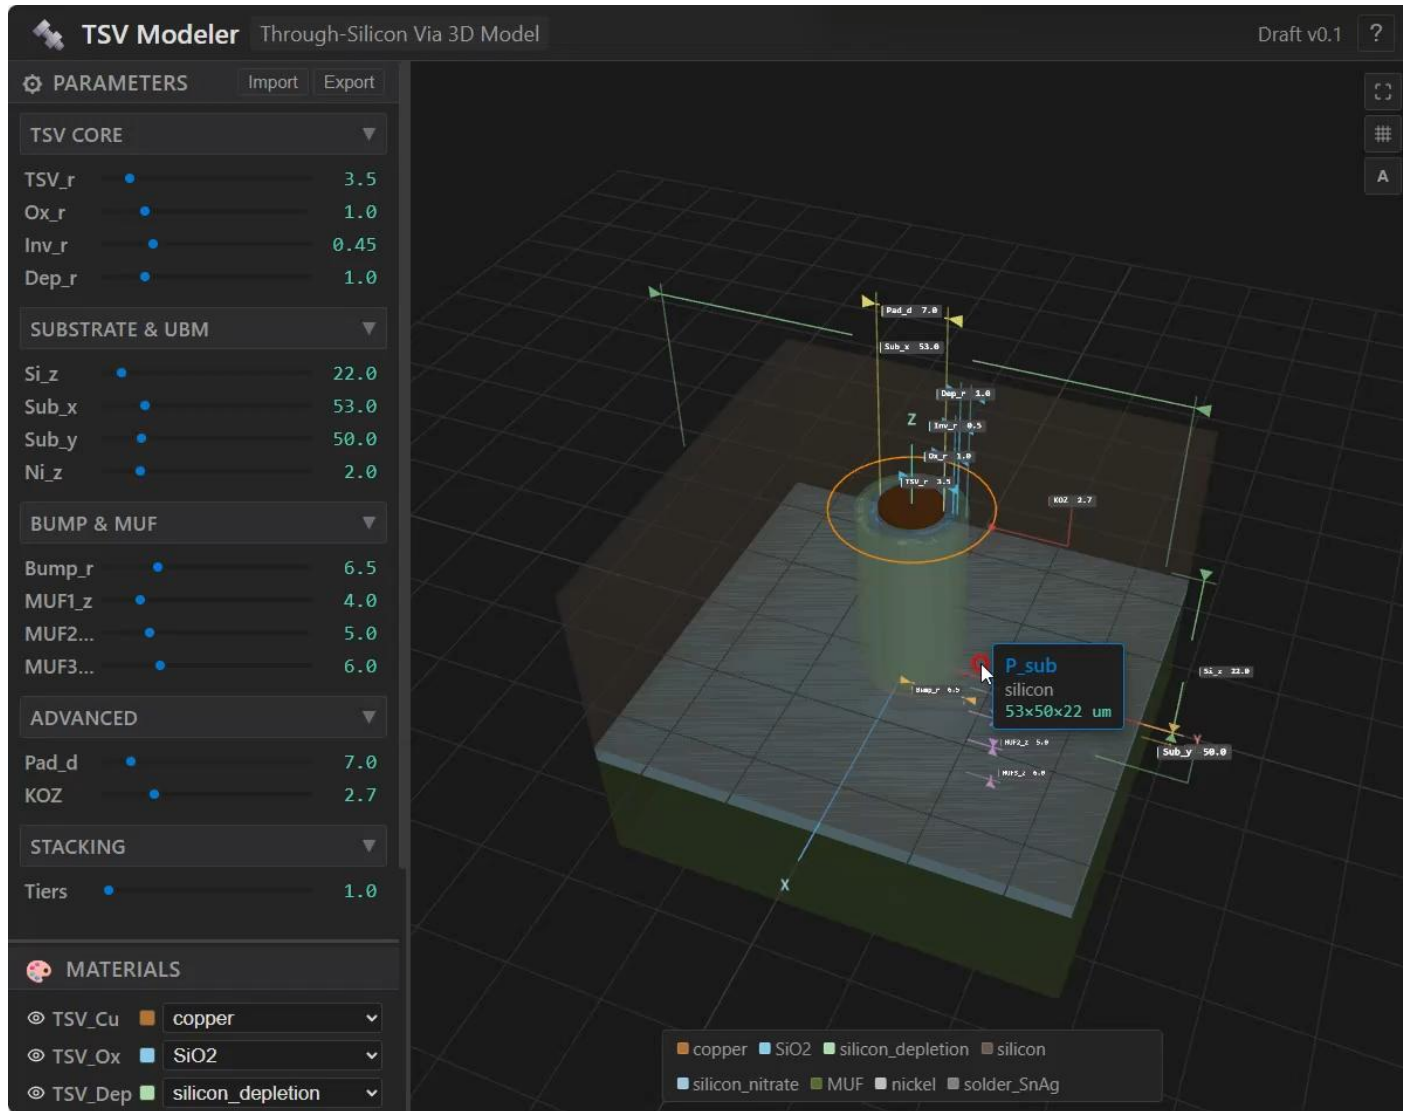 TSV Modeler Through-Silicon Via 3D Model Draft v0.1 ?
PARAMETERS Import Export
TSV CORE
TSV_r 3.5
Ox_r 1.0
Inv_r 0.45
Dep_r 1.0
SUBSTRATE & UBM
Si_z 22.0
Sub_x 53.0
Sub_y 50.0
Ni_z 2.0
BUMP & MUF
Bump_r 6.5
MUF1_z 4.0
MUF2... 5.0
MUF3... 6.0
ADVANCED
Pad_d 7.0
KOZ 2.7
STACKING
Tiers 1.0
MATERIALS
TSV_Cu copper
TSV_Ox SiO2
TSV_Dep silicon_depletion
A
Pad_d 7.0
Sub_x 53.0
Dep_r 1.0
Z
Inv_r 0.5
Ox_r 1.0
TSV_r 3.5
KOZ 2.7
P_sub
silicon
53×50×22 um
Si_z 22.0
Bump_r 6.5
MUF2_z 5.0
Y
Sub_y 50.0
MUF3_z 6.0
X
copper SiO2 silicon_depletion silicon
silicon_nitrate MUF nickel solder_SnAg